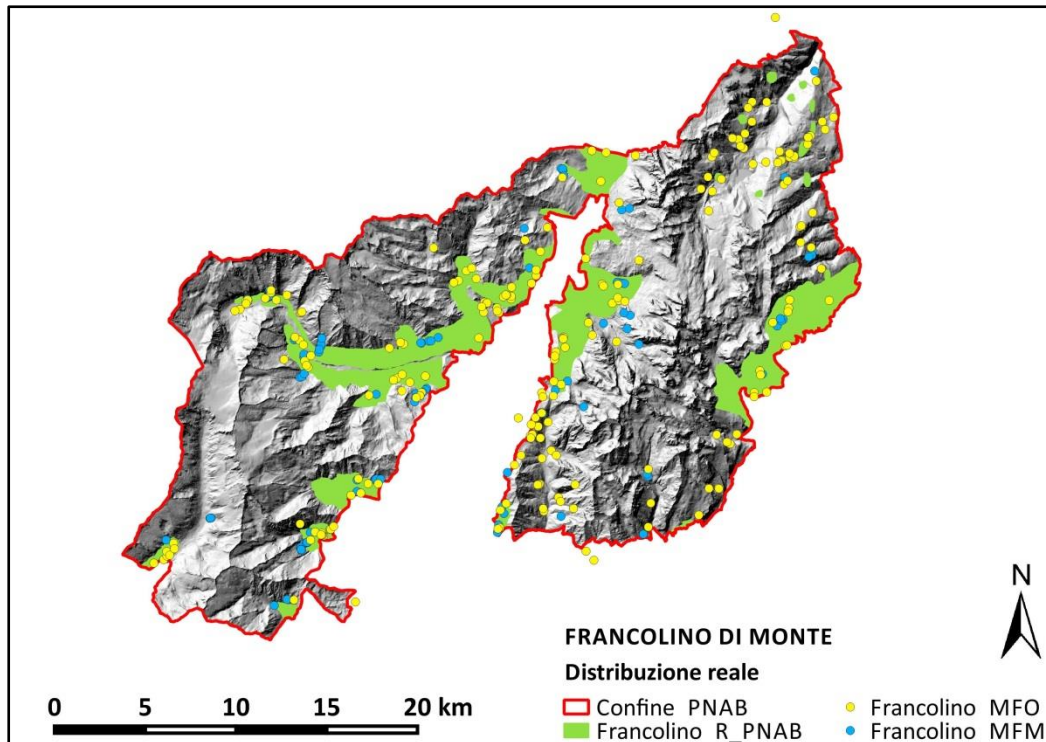 N
FRANCOLINO DI MONTE
Distribuzione reale
Confine PNAB
Francolino R_PNAB
Francolino MFO
Francolino MFM
0 5 10 15 20 km